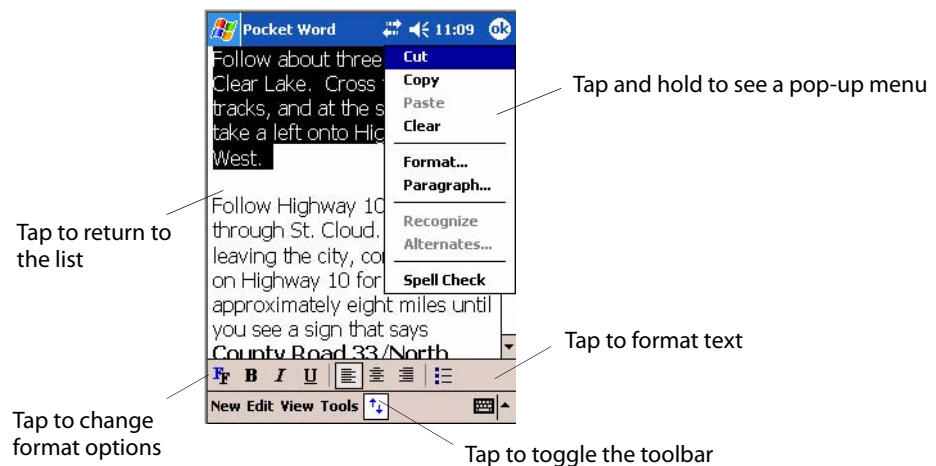 Pocket Word 11:09 ok
Follow about three
Clear Lake. Cross
tracks, and at the s
take a left onto Hig
West.
Follow Highway 10
through St. Cloud.
leaving the city, co
on Highway 10 for
approximately eight miles until
you see a sign that says
County Road 33/North
Cut
Copy
Paste
Clear
Format...
Paragraph...
Recognize
Alternates...
Spell Check
FF B I U
New Edit View Tools
Tap and hold to see a pop-up menu
Tap to return to
the list
Tap to format text
Tap to change
format options
Tap to toggle the toolbar